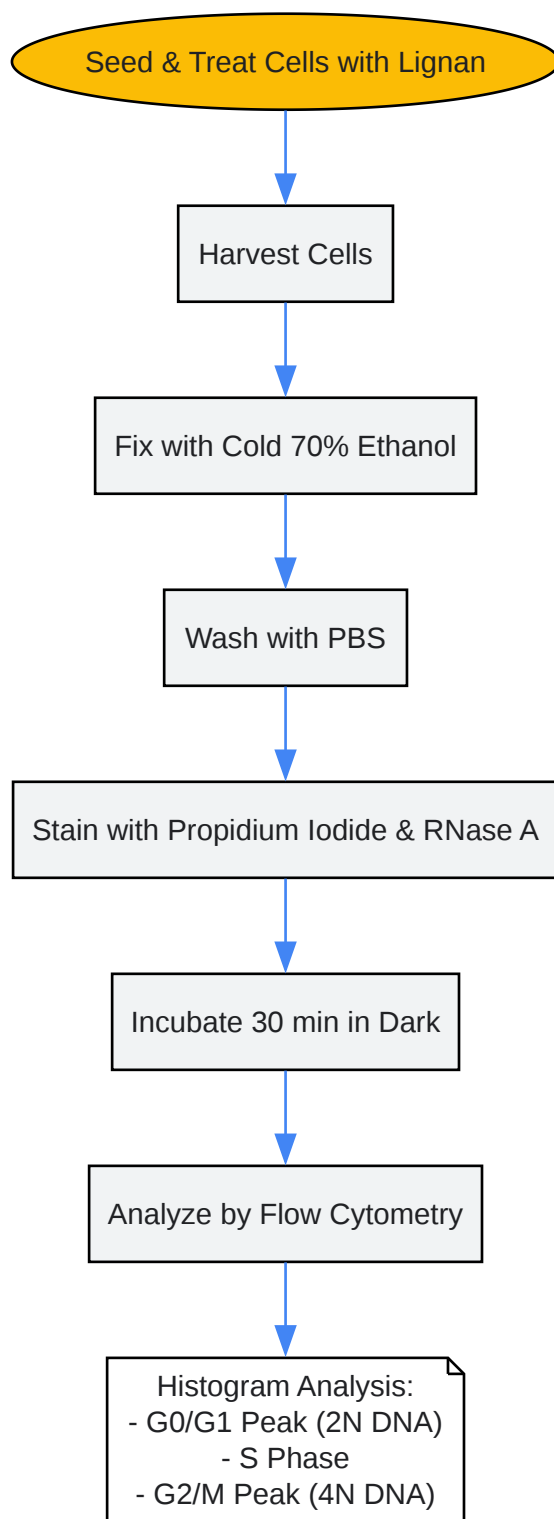 Seed & Treat Cells with Lignan
Harvest Cells
Fix with Cold 70% Ethanol
Wash with PBS
Stain with Propidium Iodide & RNase A
Incubate 30 min in Dark
Analyze by Flow Cytometry
Histogram Analysis:
- G0/G1 Peak (2N DNA)
- S Phase
- G2/M Peak (4N DNA)